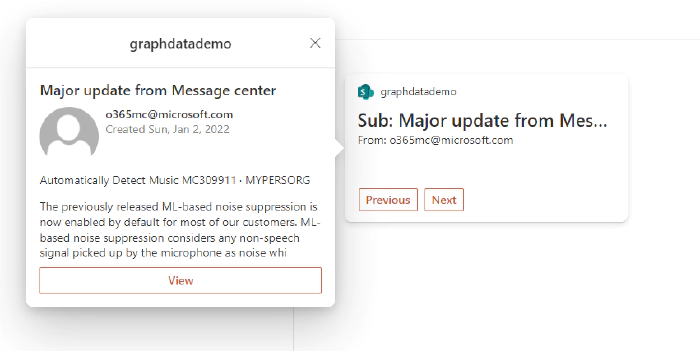 graphdatademo
Major update from Message center
o365mc@microsoft.com
Created Sun, Jan 2, 2022
Automatically Detect Music MC309911 · MYPERSORG
The previously released ML-based noise suppression is
now enabled by default for most of our customers. ML-
based noise suppression considers any non-speech
signal picked up by the microphone as noise whi
View
S
graphdatademo
Sub: Major update from Mes...
From: o365mc@microsoft.com
Previous
Next